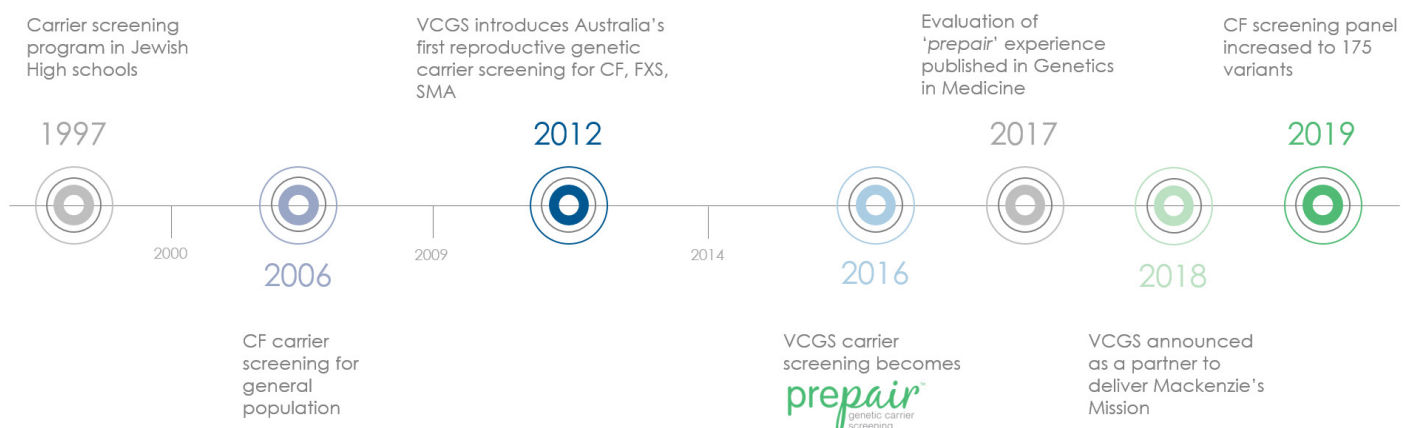 Carrier screening
program in Jewish
High schools
1997
2000
2006
CF carrier
screening for
general
population
2009
VCGS introduces Australia’s
first reproductive genetic
carrier screening for CF, FXS,
SMA
2012
2014
2016
VCGS carrier
screening becomes
prepair™
genetic carrier
screening
Evaluation of
‘prepair’ experience
published in Genetics
in Medicine
2017
2018
VCGS announced
as a partner to
deliver Mackenzie’s
Mission
CF screening panel
increased to 175
variants
2019